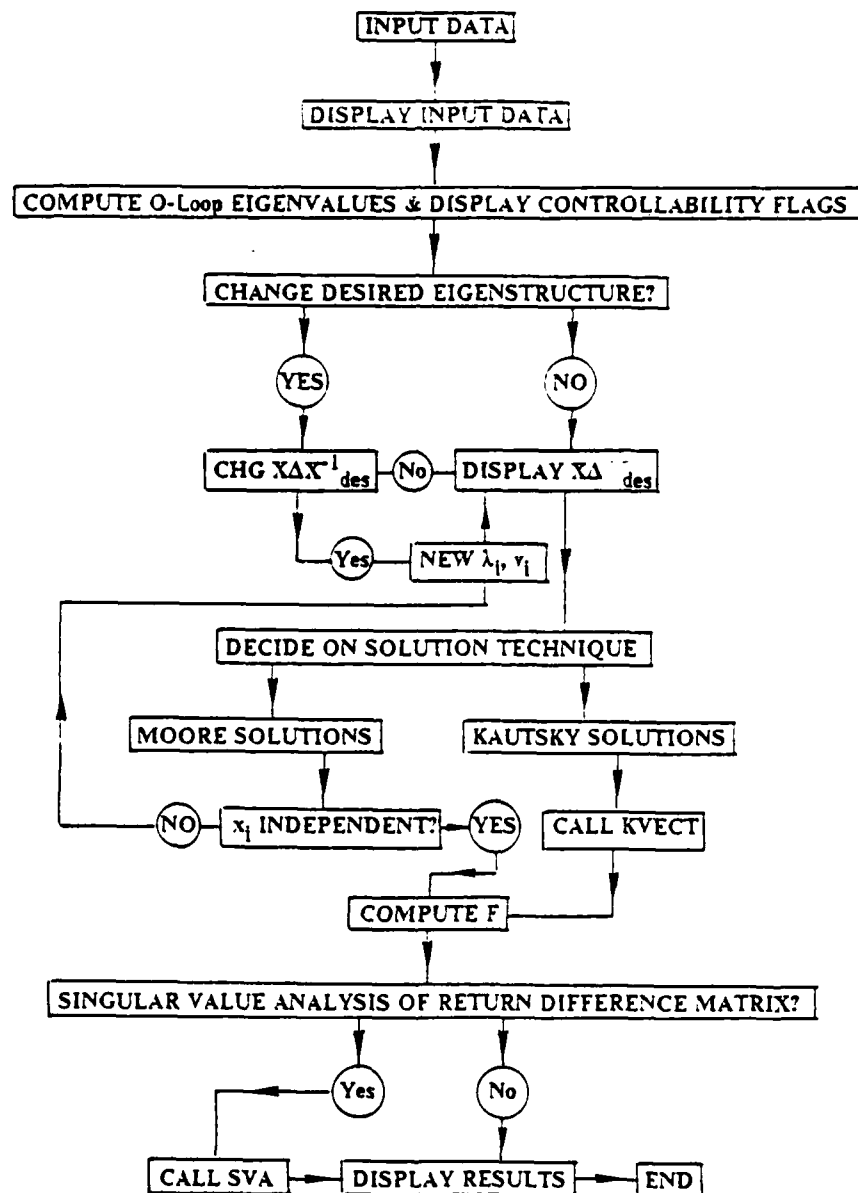 INPUT DATA
DISPLAY INPUT DATA
COMPUTE O-Loop EIGENVALUES & DISPLAY CONTROLLABILITY FLAGS
CHANGE DESIRED EIGENSTRUCTURE?
YES
NO
CHG XΔX⁻¹des
No
DISPLAY XΔ des
Yes
NEW λi, vi
DECIDE ON SOLUTION TECHNIQUE
MOORE SOLUTIONS
KAUTSKY SOLUTIONS
NO
xi INDEPENDENT?
YES
CALL KVECT
COMPUTE F
SINGULAR VALUE ANALYSIS OF RETURN DIFFERENCE MATRIX?
Yes
No
CALL SVA
DISPLAY RESULTS
END